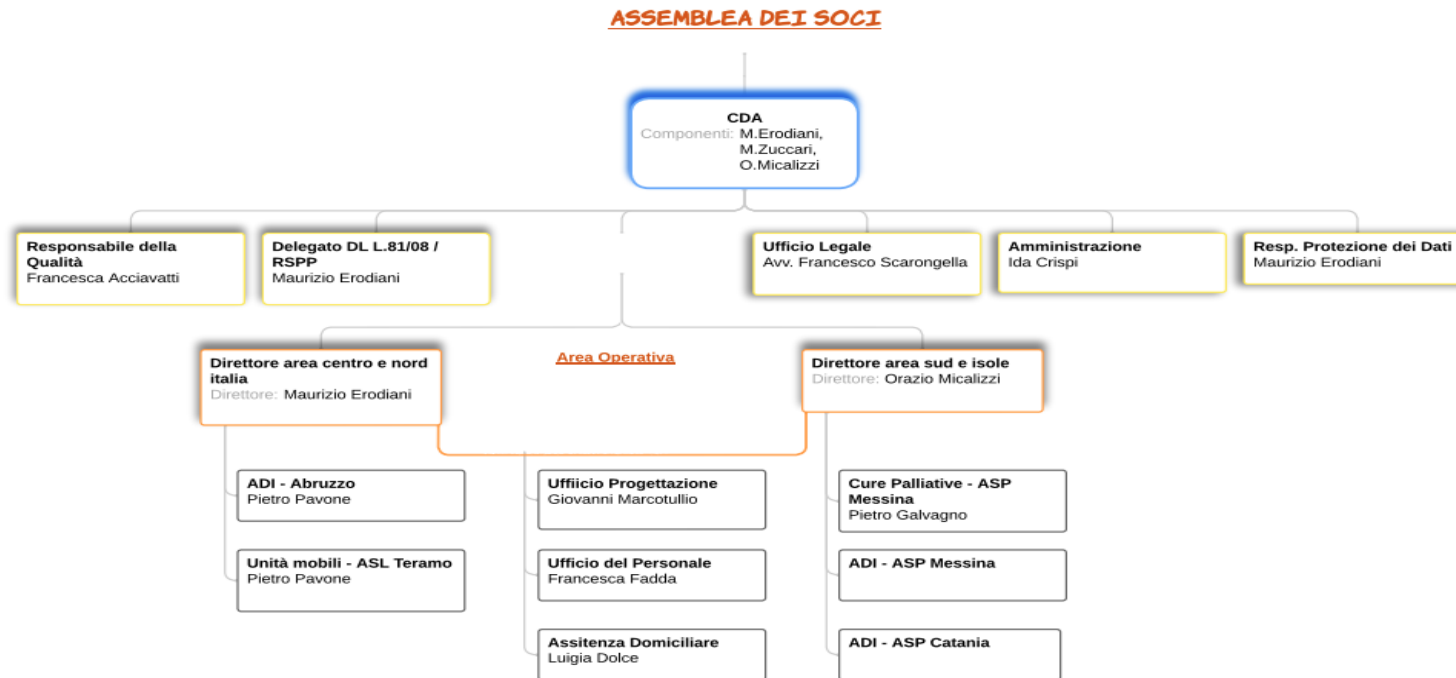 ASSEMBLEA DEI SOCI
CDA
Componenti: M.Erodiani,
M.Zuccari,
O.Micalizzi
Responsabile della
Qualità
Francesca Acciavatti
Delegato DL L.81/08 /
RSPP
Maurizio Erodiani
Ufficio Legale
Avv. Francesco Scarongella
Amministrazione
Ida Crispi
Resp. Protezione dei Dati
Maurizio Erodiani
Direttore area centro e nord
italia
Direttore: Maurizio Erodiani
Area Operativa
Direttore area sud e isole
Direttore: Orazio Micalizzi
ADI - Abruzzo
Pietro Pavone
Unità mobili - ASL Teramo
Pietro Pavone
Uffiicio Progettazione
Giovanni Marcotullio
Ufficio del Personale
Francesca Fadda
Assitenza Domiciliare
Luigia Dolce
Cure Palliative - ASP
Messina
Pietro Galvagno
ADI - ASP Messina
ADI - ASP Catania